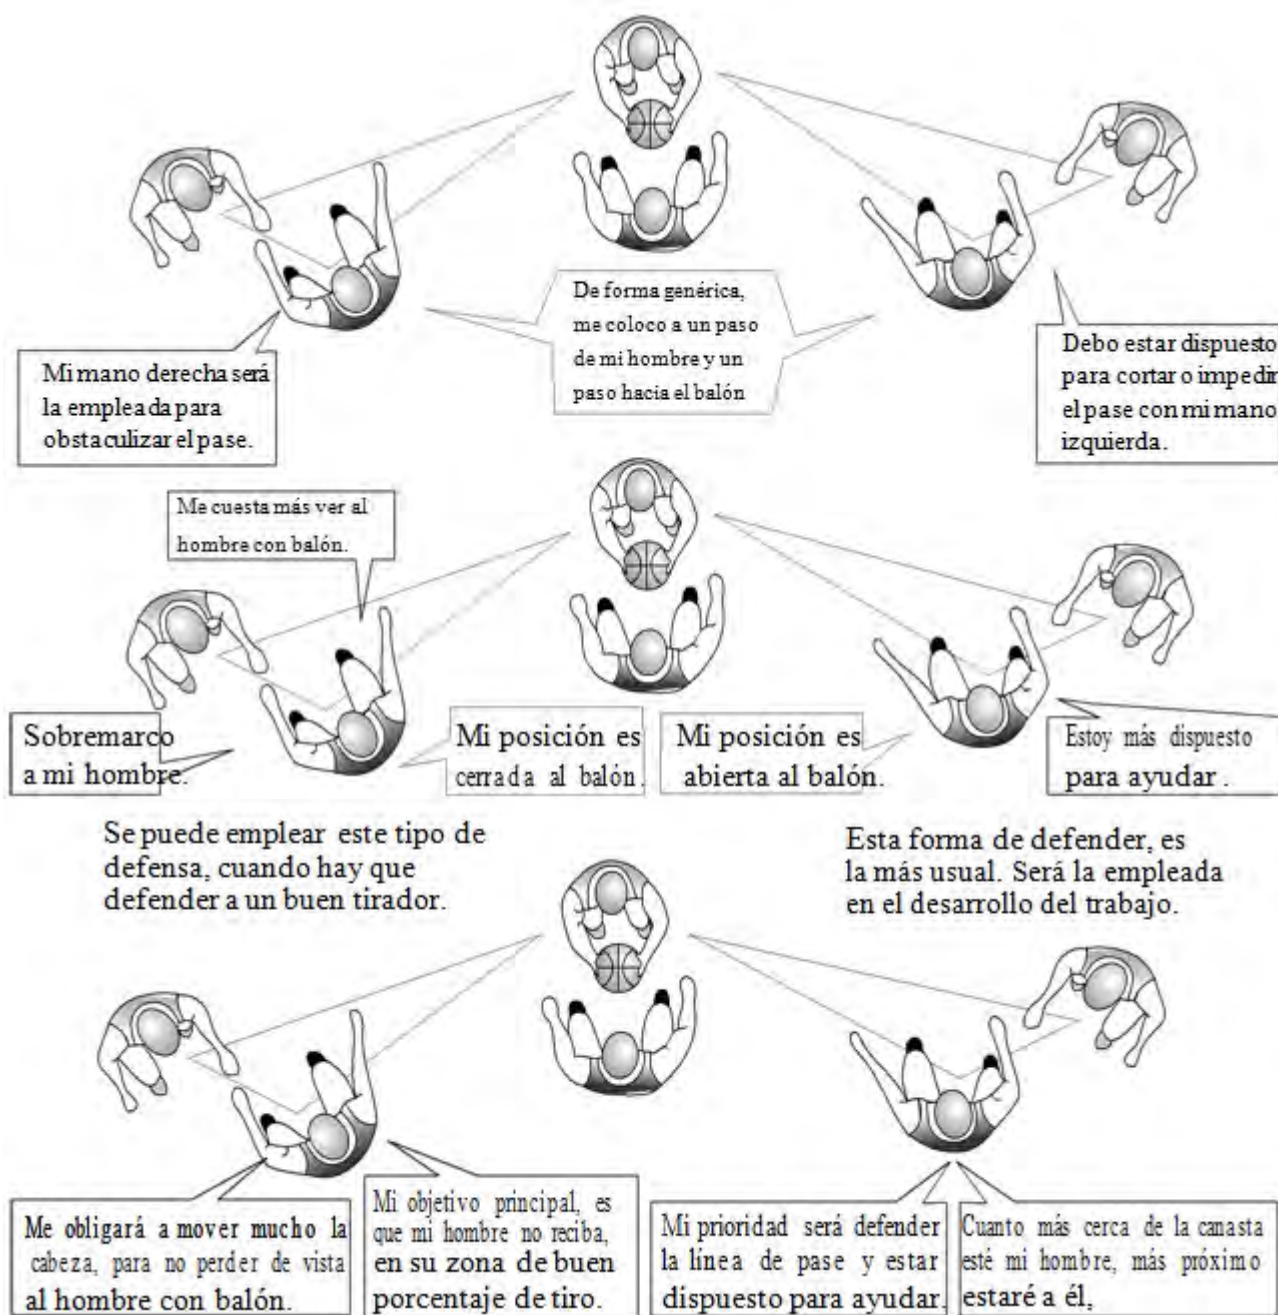 De forma genérica,
me coloco a un paso
de mi hombre y un
paso hacia el balón
Mi mano derecha será
la empleada para
obstaculizar el pase.
Debo estar dispuesto
para cortar o impedir
el pase con mi mano
izquierda.
Me cuesta más ver al
hombre con balón.
Sobremarco
a mi hombre.
Mi posición es
cerrada al balón.
Mi posición es
abierta al balón.
Estoy más dispuesto
para ayudar .
Se puede emplear este tipo de
defensa, cuando hay que
defender a un buen tirador.
Esta forma de defender, es
la más usual. Será la empleada
en el desarrollo del trabajo.
Me obligará a mover mucho la
cabeza, para no perder de vista
al hombre con balón.
Mi objetivo principal, es
que mi hombre no reciba,
en su zona de buen
porcentaje de tiro.
Mi prioridad será defender
la línea de pase y estar
dispuesto para ayudar.
Cuanto más cerca de la canasta
esté mi hombre, más próximo
estaré a él,